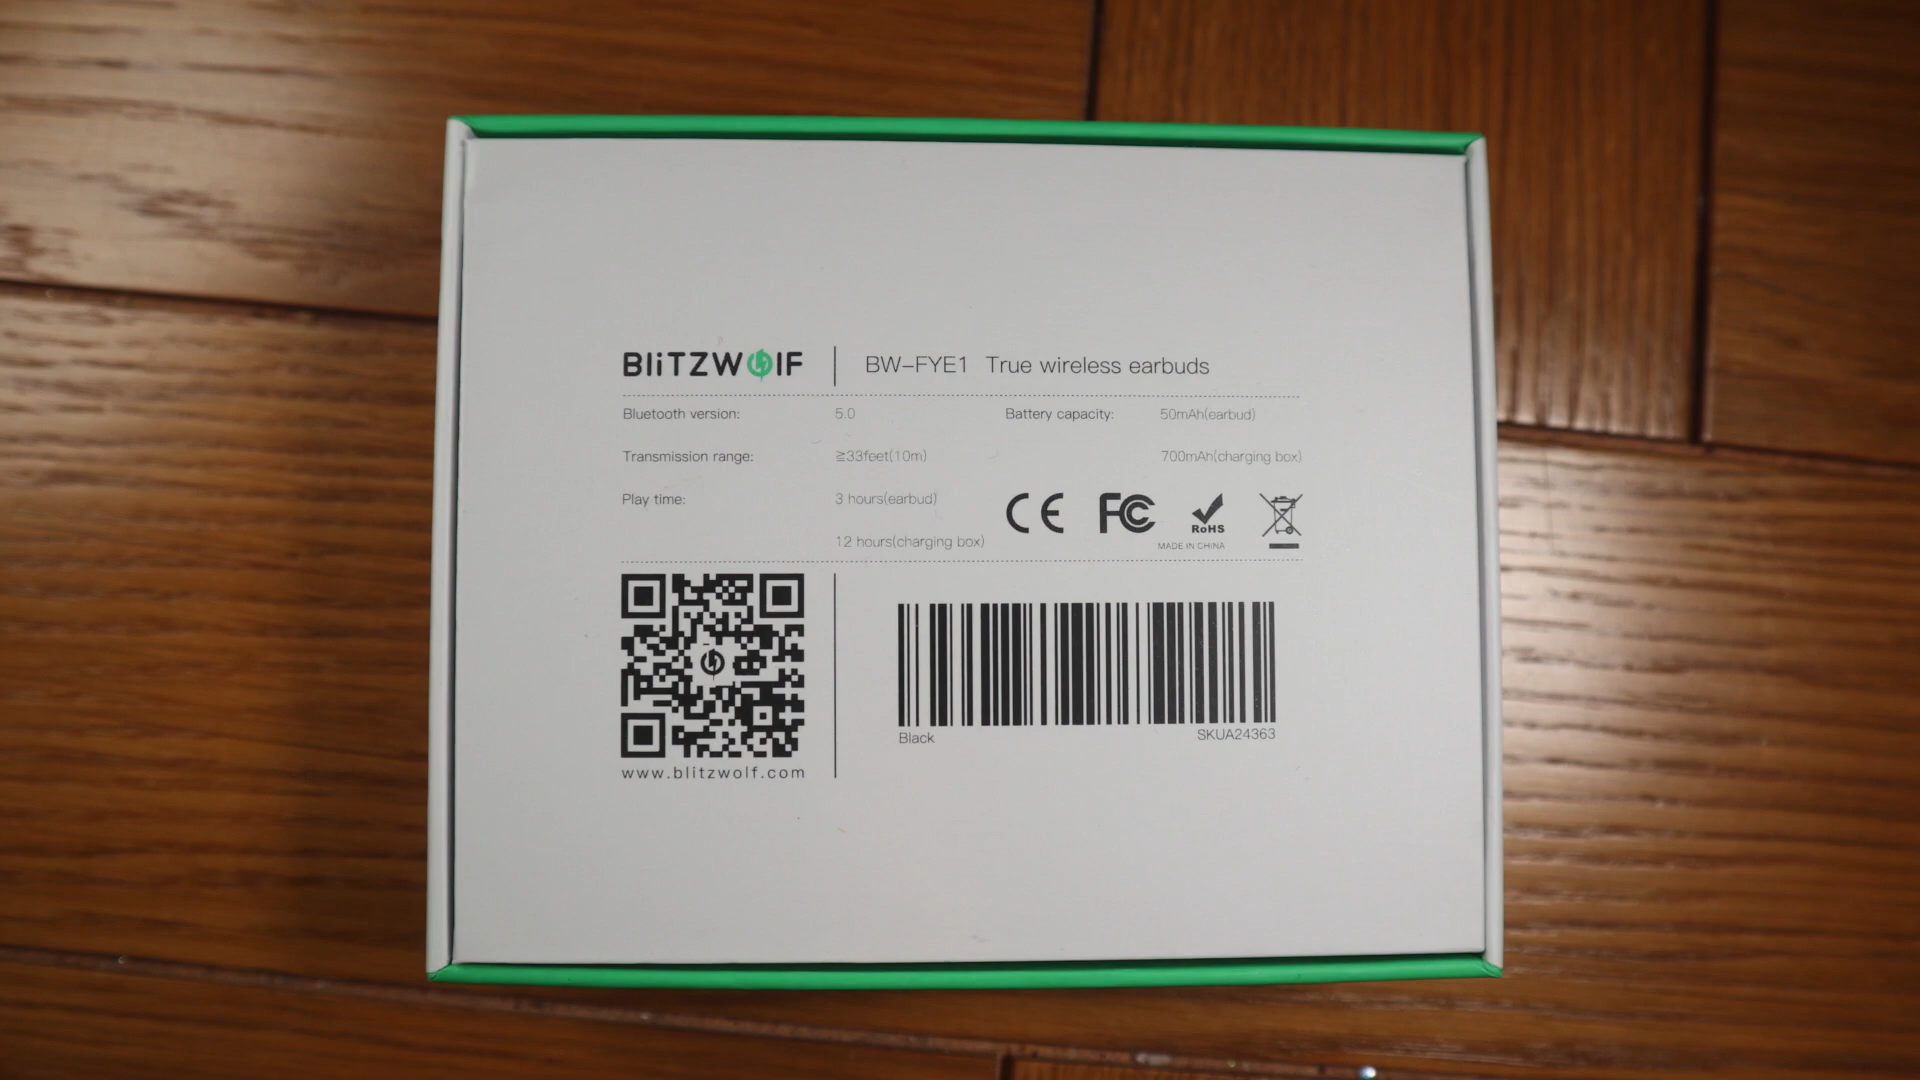 BLiTZWOLF BW-FYE1 True wireless earbuds
Bluetooth version: 5.0 Battery capacity: 50mAh(earbud)
Transmission range: ≧33feet(10m) 700mAh(charging box)
Play time: 3 hours(earbud)
12 hours(charging box)
CE FC RoHS
MADE IN CHINA
Black SKUA24363
www.blitzwolf.com